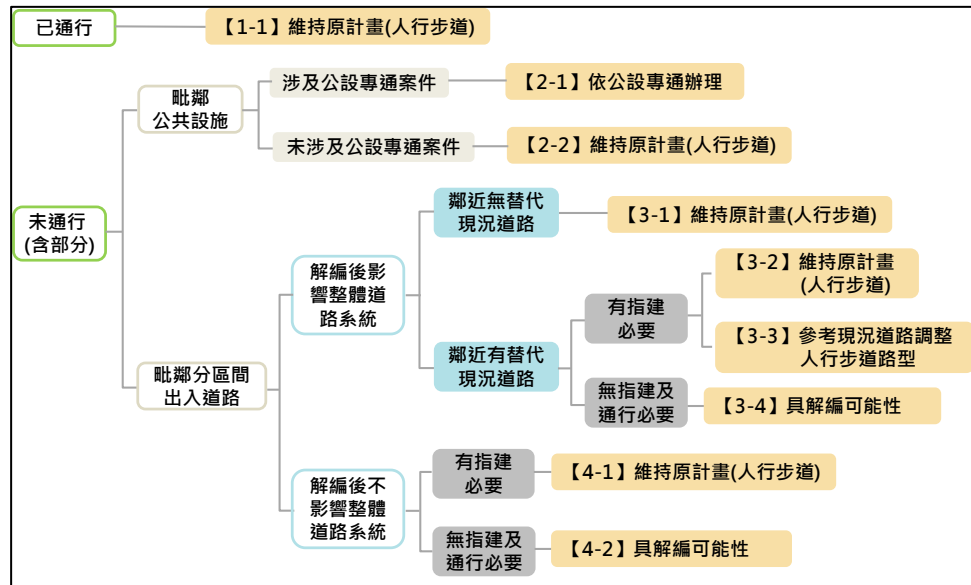 已通行
【1-1】維持原計畫(人行步道)
未通行
(含部分)
毗鄰
公共設施
涉及公設專通案件
【2-1】依公設專通辦理
未涉及公設專通案件
【2-2】維持原計畫(人行步道)
毗鄰分區間
出入道路
解編後影
響整體道
路系統
鄰近無替代
現況道路
【3-1】維持原計畫(人行步道)
鄰近有替代
現況道路
有指建
必要
【3-2】維持原計畫
(人行步道)
【3-3】參考現況道路調整
人行步道路型
無指建及
通行必要
【3-4】具解編可能性
解編後不
影響整體
道路系統
有指建
必要
【4-1】維持原計畫(人行步道)
無指建及
通行必要
【4-2】具解編可能性